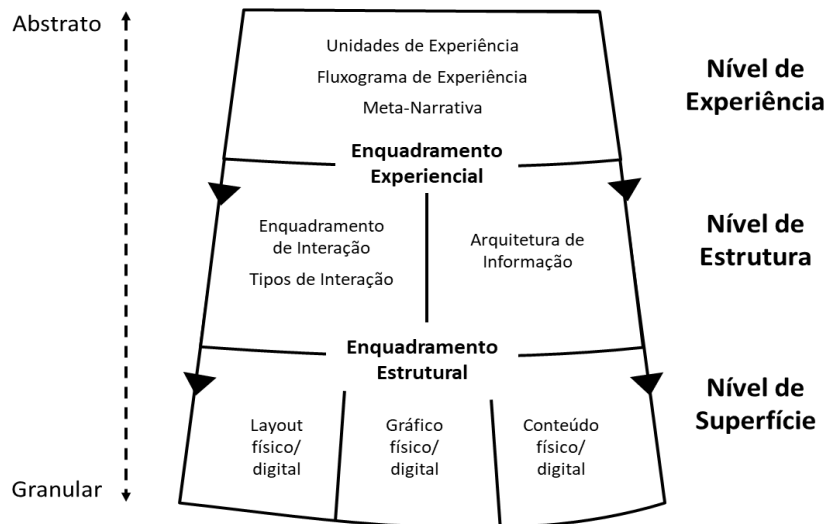 Abstrato
Unidades de Experiência
Fluxograma de Experiência
Meta-Narrativa
Nível de
Experiência
Enquadramento
Experiencial
Enquadramento
de Interação
Tipos de Interação
Arquitetura de
Informação
Nível de
Estrutura
Enquadramento
Estrutural
Layout
físico/
digital
Gráfico
físico/
digital
Conteúdo
físico/
digital
Nível de
Superfície
Granular